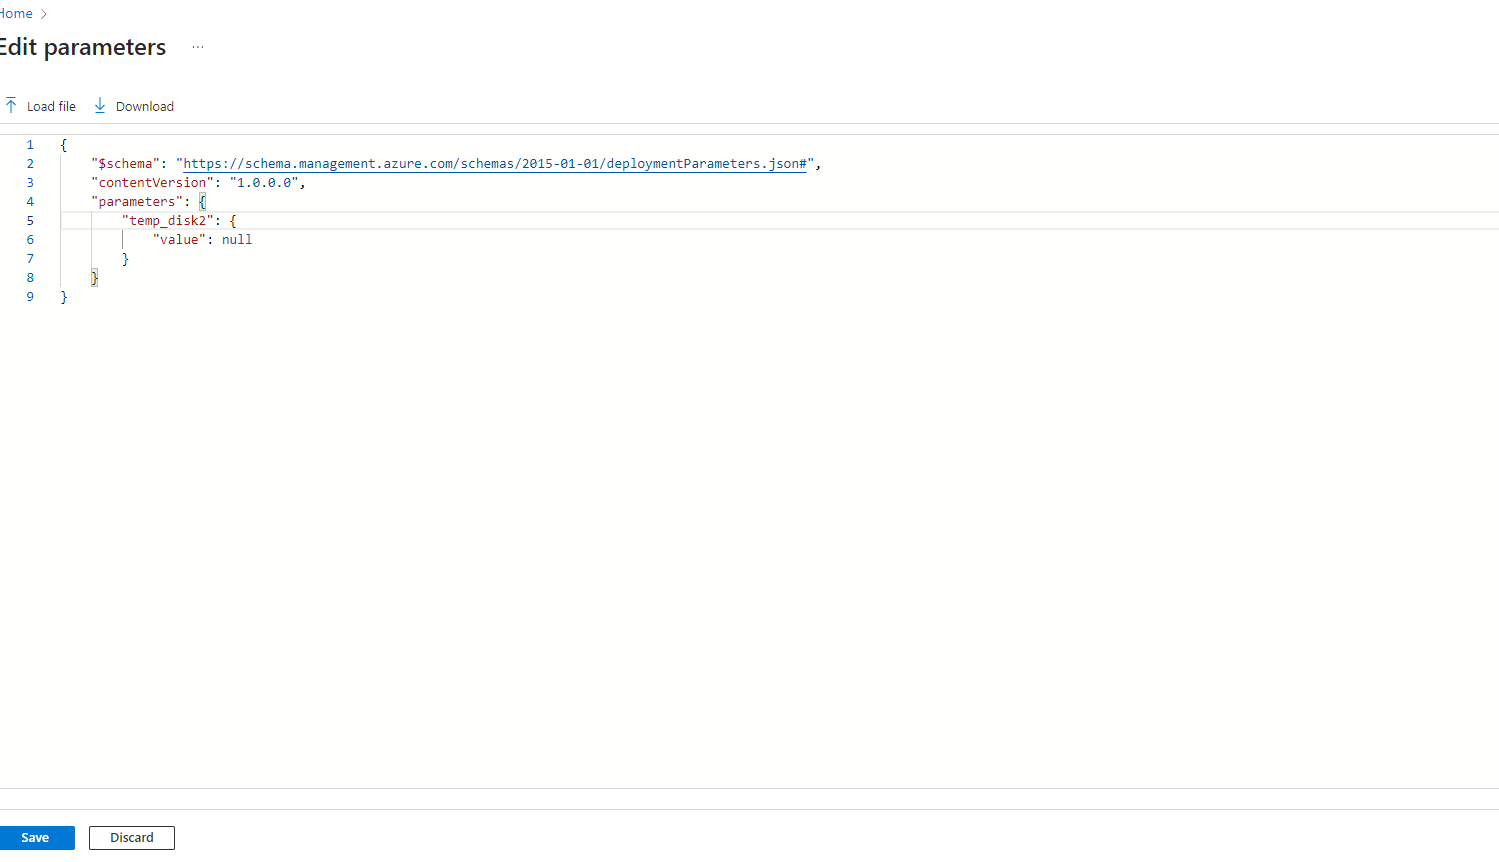 Home >
Edit parameters ...
Load file Download
1 {
2 "$schema": "https://schema.management.azure.com/schemas/2015-01-01/deploymentParameters.json#",
3 "contentVersion": "1.0.0.0",
4 "parameters": {
5 "temp_disk2": {
6 "value": null
7 }
8 }
9 }
Save Discard